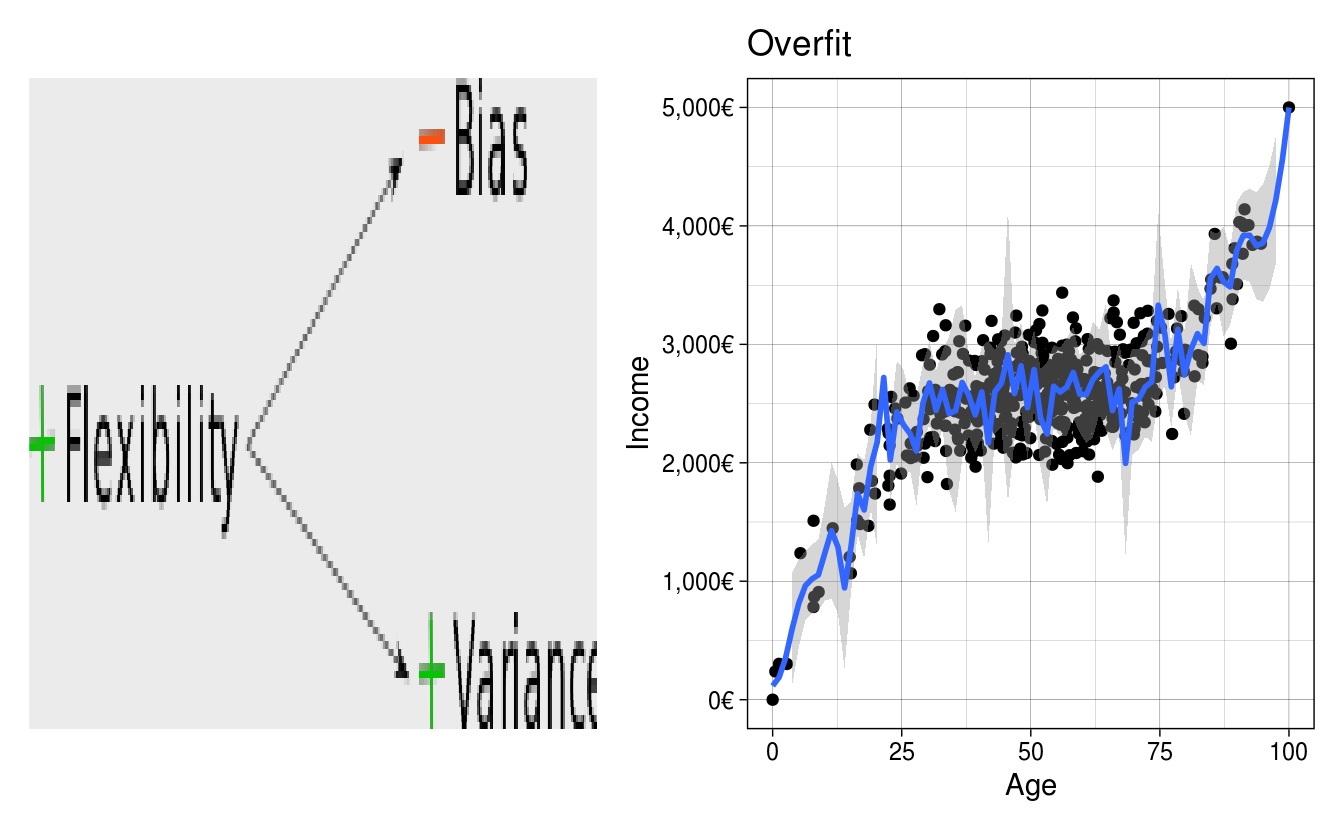 Bias
+ Flexibility
+ Variance
Overfit
5,000€
4,000€
3,000€
2,000€
1,000€
0€
Income
0 25 50 75 100
Age